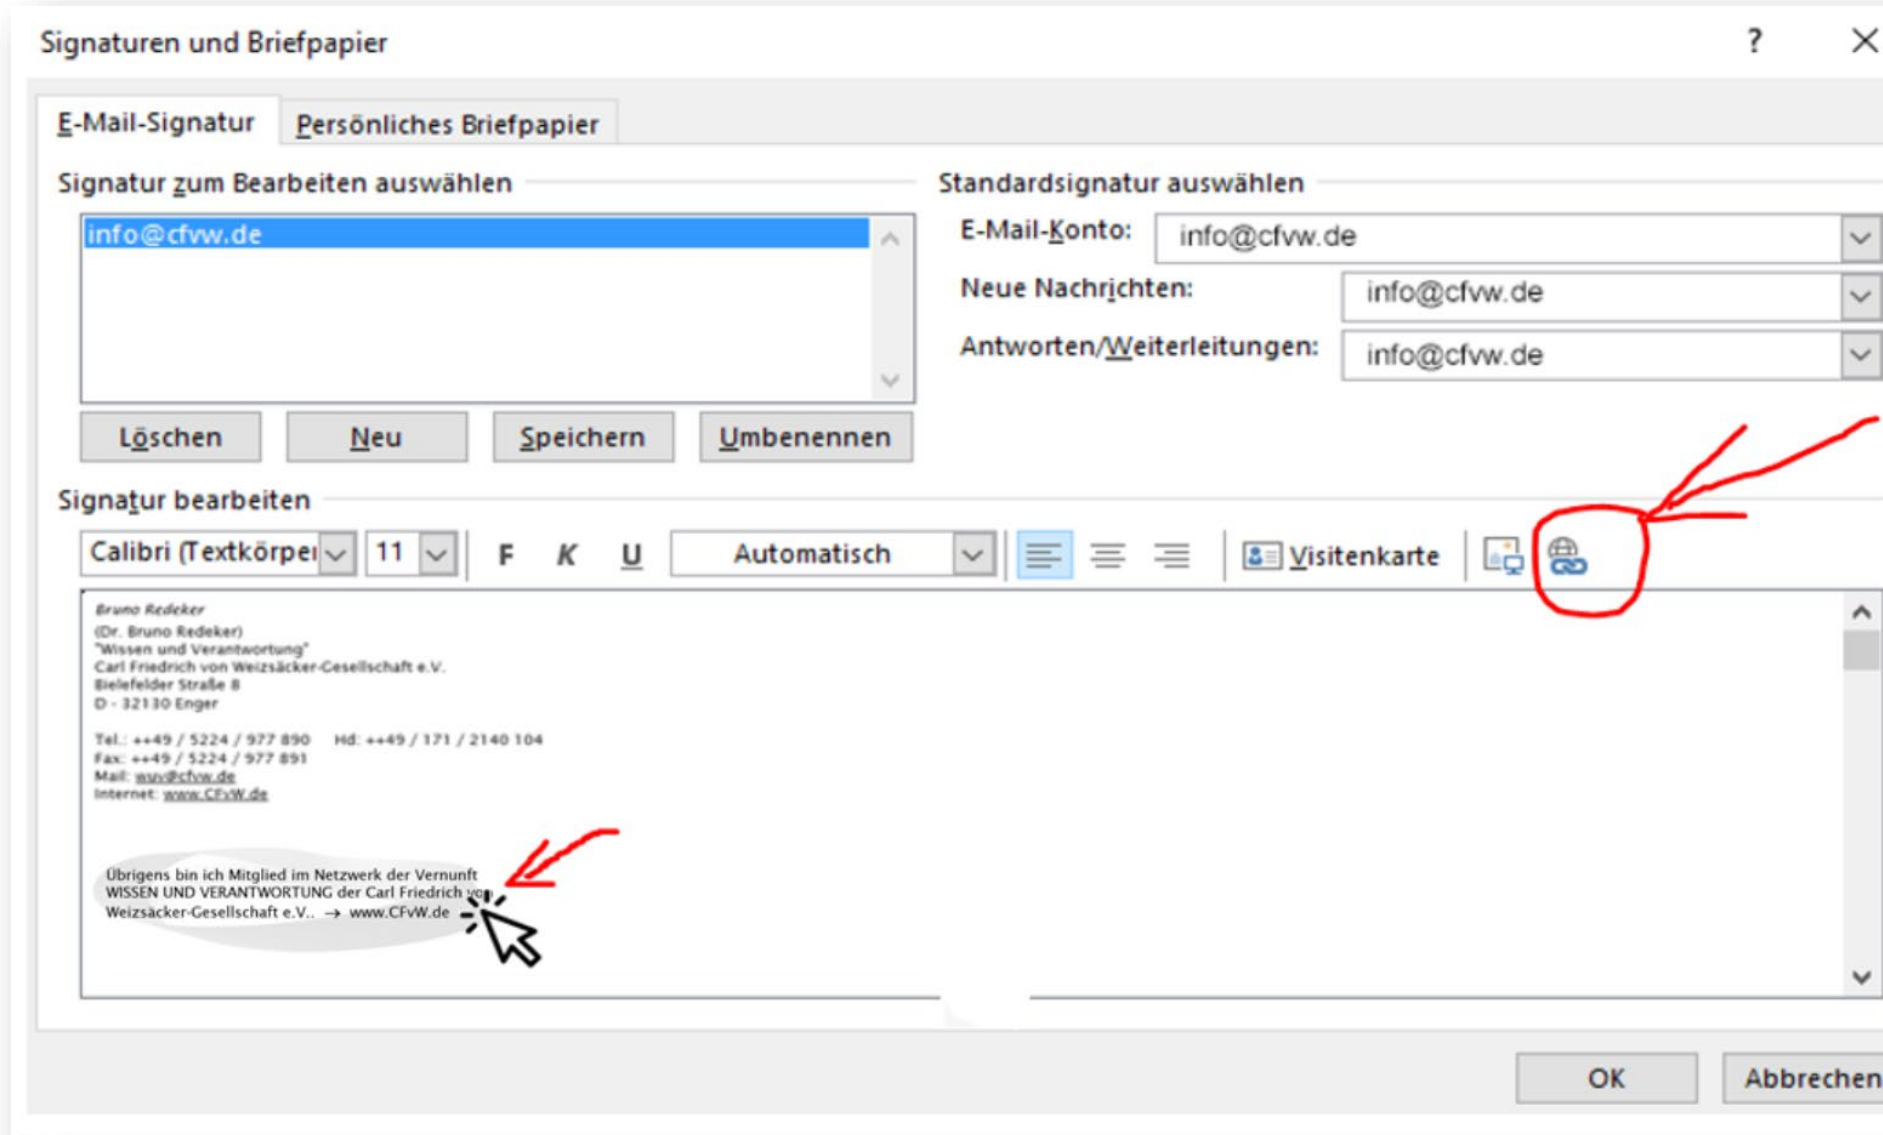 Signaturen und Briefpapier
?
E-Mail-Signatur
Persönliches Briefpapier
Signatur zum Bearbeiten auswählen
info@cfvw.de
Löschen
Neu
Speichern
Umbenennen
Standardsignatur auswählen
E-Mail-Konto:
info@cfvw.de
Neue Nachrichten:
info@cfvw.de
Antworten/Weiterleitungen:
info@cfvw.de
Signatur bearbeiten
Calibri (Textkörper
11
F
K
U
Automatisch
Visitenkarte
Bruno Redeker
(Dr. Bruno Redeker)
"Wissen und Verantwortung"
Carl Friedrich von Weizsäcker-Gesellschaft e.V.
Bielefelder Straße 8
D - 32130 Enger
Tel.: ++49 / 5224 / 977 890 Hd: ++49 / 171 / 2140 104
Fax: ++49 / 5224 / 977 891
Mail: wuv@cfvw.de
Internet: www.CFvW.de
Übrigens bin ich Mitglied im Netzwerk der Vernunft
WISSEN UND VERANTWORTUNG der Carl Friedrich von
Weizsäcker-Gesellschaft e.V.. → www.CFvW.de
OK
Abbrechen